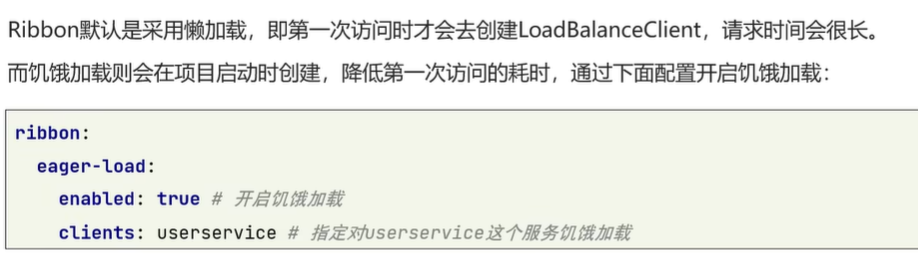 Ribbon默认是采用懒加载，即第一次访问时才会去创建LoadBalanceClient，请求时间会很长。
而饥饿加载则会在项目启动时创建，降低第一次访问的耗时，通过下面配置开启饥饿加载：
ribbon:
  eager-load:
    enabled: true # 开启饥饿加载
    clients: userservice # 指定对userservice这个服务饥饿加载